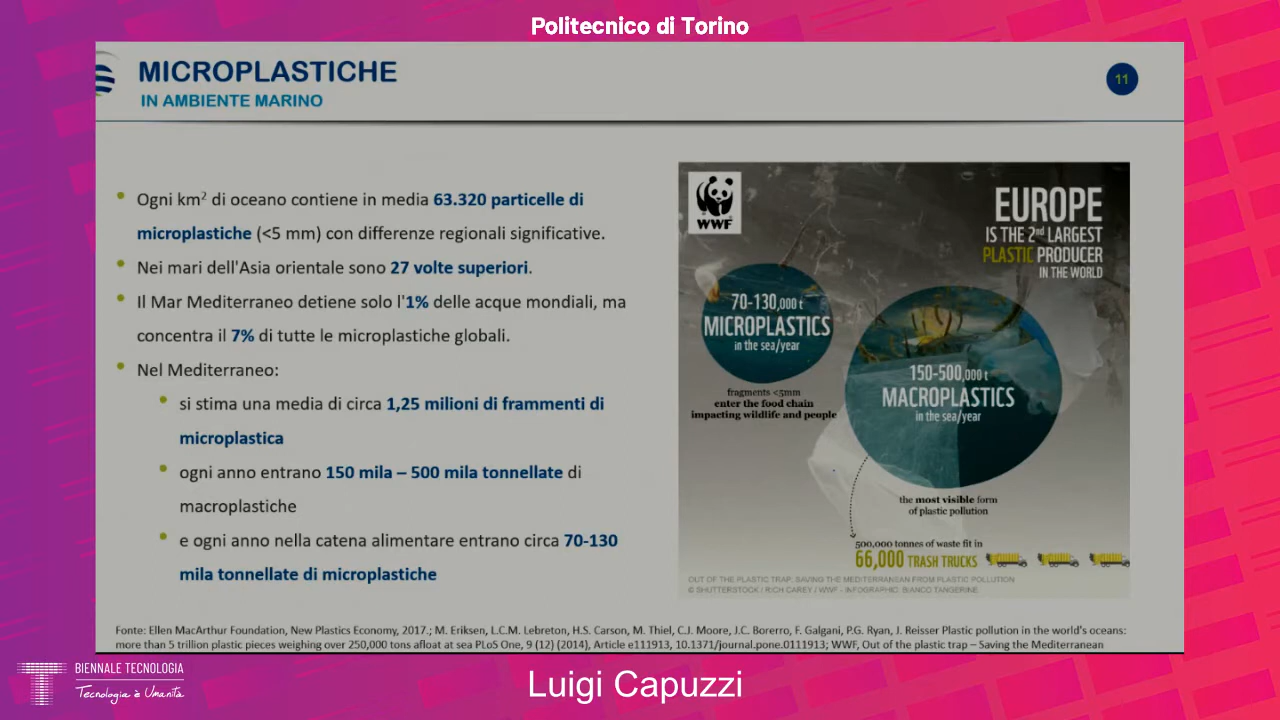 Politecnico di Torino
MICROPLASTICHE
IN AMBIENTE MARINO
11
Ogni km² di oceano contiene in media 63.320 particelle di
microplastiche (<5 mm) con differenze regionali significative.
Nei mari dell'Asia orientale sono 27 volte superiori.
Il Mar Mediterraneo detiene solo l'1% delle acque mondiali, ma
concentra il 7% di tutte le microplastiche globali.
Nel Mediterraneo:
si stima una media di circa 1,25 milioni di frammenti di
microplastica
ogni anno entrano 150 mila – 500 mila tonnellate di
macroplastiche
e ogni anno nella catena alimentare entrano circa 70-130
mila tonnellate di microplastiche
WWF
EUROPE
IS THE 2nd LARGEST
PLASTIC PRODUCER
IN THE WORLD
70-130,000 t
MICROPLASTICS
in the sea/year
fragments <5mm
enter the food chain
impacting wildlife and people
150-500,000 t
MACROPLASTICS
in the sea/year
the most visible form
of plastic pollution
500,000 tonnes of waste fit in
66,000 TRASH TRUCKS
OUT OF THE PLASTIC TRAP: SAVING THE MEDITERRANEAN FROM PLASTIC POLLUTION
© SHUTTERSTOCK / RICH CAREY / WWF - INFOGRAPHIC: BIANCO TANGERINE
Fonte: Ellen MacArthur Foundation, New Plastics Economy, 2017.; M. Eriksen, L.C.M. Lebreton, H.S. Carson, M. Thiel, C.J. Moore, J.C. Borerro, F. Galgani, P.G. Ryan, J. Reisser Plastic pollution in the world's oceans:
more than 5 trillion plastic pieces weighing over 250,000 tons afloat at sea PLoS One, 9 (12) (2014), Article e111913, 10.1371/journal.pone.0111913; WWF, Out of the plastic trap – Saving the Mediterranean
BIENNALE TECNOLOGIA
Tecnologia è Umanità
Luigi Capuzzi